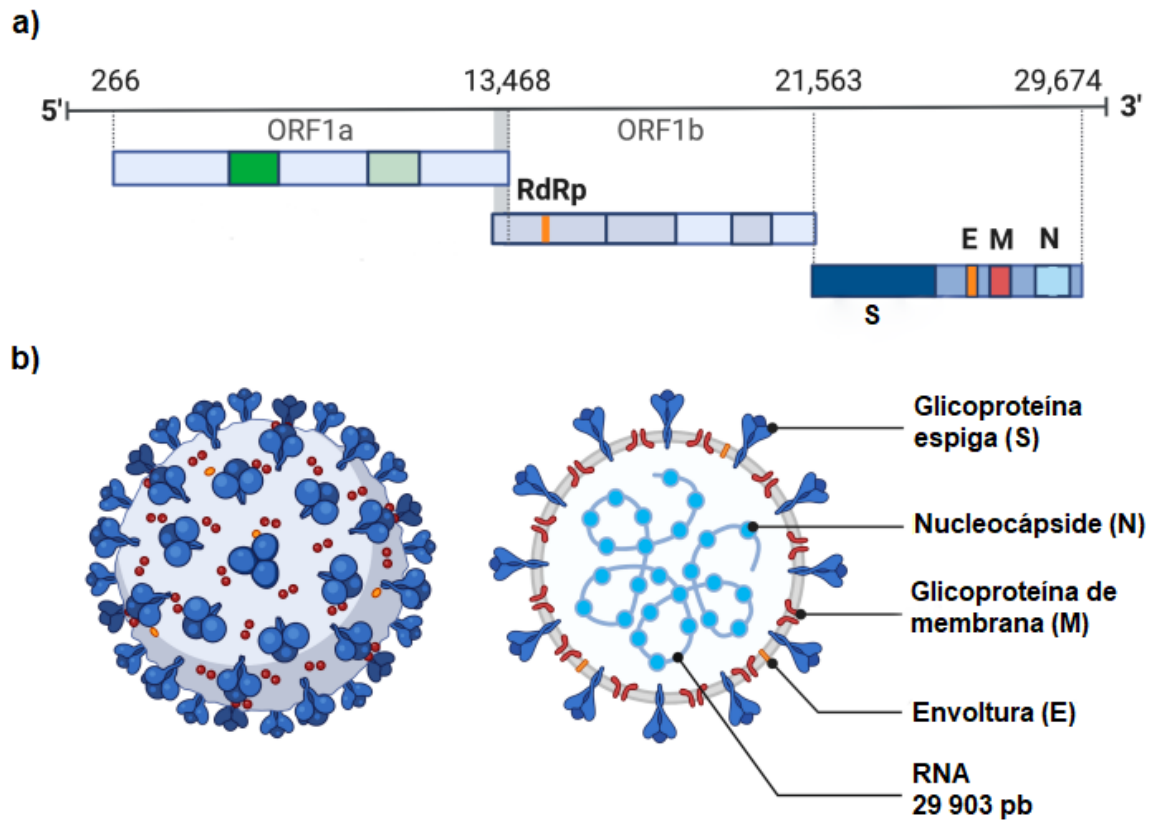 a)
266 13,468 21,563 29,674
5' 3'
ORF1a ORF1b
RdRp
E M N
S
b)
Glicoproteína
espiga (S)
Nucleocápside (N)
Glicoproteína de
membrana (M)
Envoltura (E)
RNA
29 903 pb